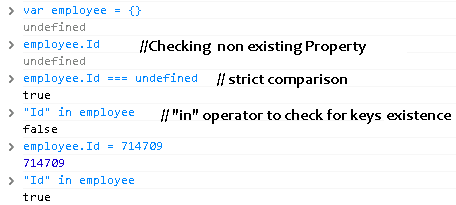 > var employee = {}
undefined
> employee.Id //Checking non existing Property
undefined
> employee.Id === undefined // strict comparison
true
> "Id" in employee // "in" operator to check for keys existence
false
> employee.Id = 714709
714709
> "Id" in employee
true